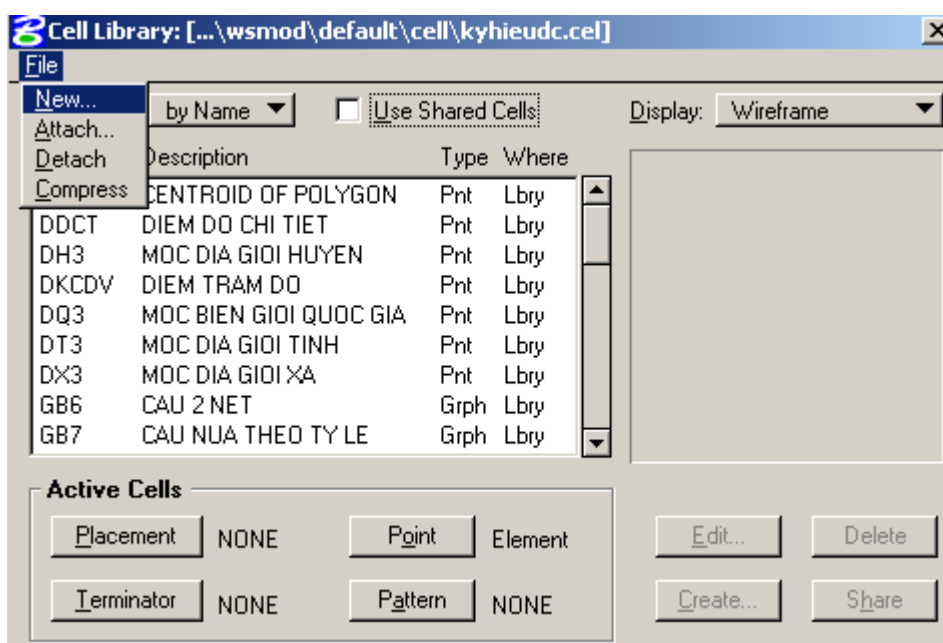 Cell Library: [...\wsmod\default\cell\kyhieudc.cel]
File
New...
Attach...
Detach
Compress
by Name
Use Shared Cells
Display: Wireframe
Description Type Where
CENTROID OF POLYGON Pnt Lbry
DDCT DIEM DO CHI TIET Pnt Lbry
DH3 MOC DIA GIOI HUYEN Pnt Lbry
DKCDV DIEM TRAM DO Pnt Lbry
DQ3 MOC BIEN GIOI QUOC GIA Pnt Lbry
DT3 MOC DIA GIOI TINH Pnt Lbry
DX3 MOC DIA GIOI XA Pnt Lbry
GB6 CAU 2 NET Grph Lbry
GB7 CAU NUA THEO TY LE Grph Lbry
Active Cells
Placement NONE Point Element Edit... Delete
Terminator NONE Pattern NONE Create... Share